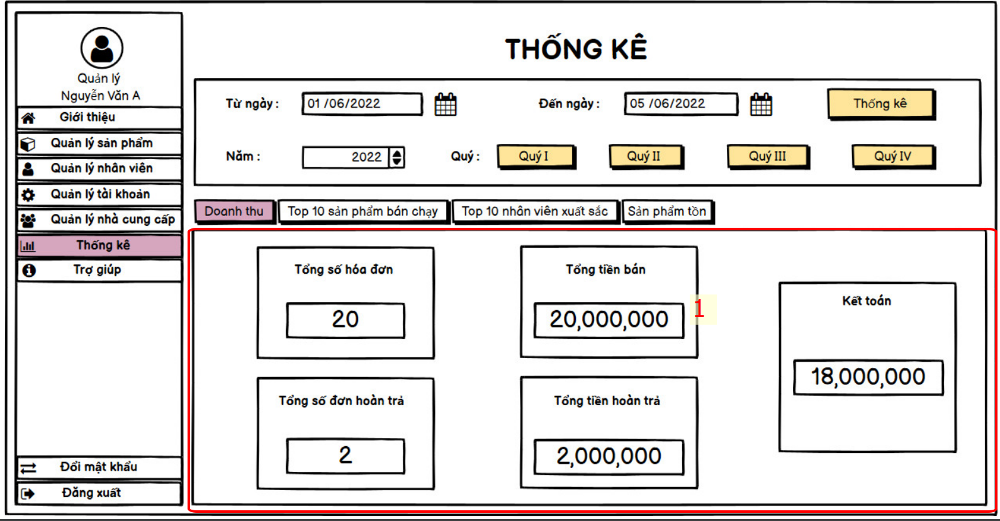 Quản lý
Nguyễn Văn A
Giới thiệu
Quản lý sản phẩm
Quản lý nhân viên
Quản lý tài khoản
Quản lý nhà cung cấp
Thống kê
Trợ giúp
Đổi mật khẩu
Đăng xuất
THỐNG KÊ
Từ ngày : 01 /06/2022 Đến ngày : 05 /06/2022 Thống kê
Năm : 2022 Quý : Quý I Quý II Quý III Quý IV
Doanh thu Top 10 sản phẩm bán chạy Top 10 nhân viên xuất sắc Sản phẩm tồn
Tổng số hóa đơn
20
Tổng tiền bán
20,000,000
1
Tổng số đơn hoàn trả
2
Tổng tiền hoàn trả
2,000,000
Kết toán
18,000,000